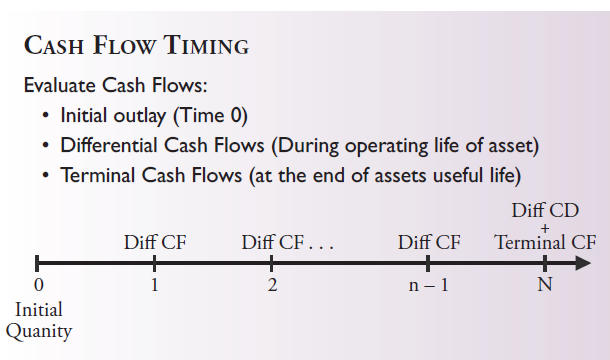 CASH FLOW TIMING
Evaluate Cash Flows:
• Initial outlay (Time 0)
• Differential Cash Flows (During operating life of asset)
• Terminal Cash Flows (at the end of assets useful life)
Diff CD
+
Diff CF Diff CF . . . Diff CF Terminal CF
0 1 2 n – 1 N
Initial
Quanity